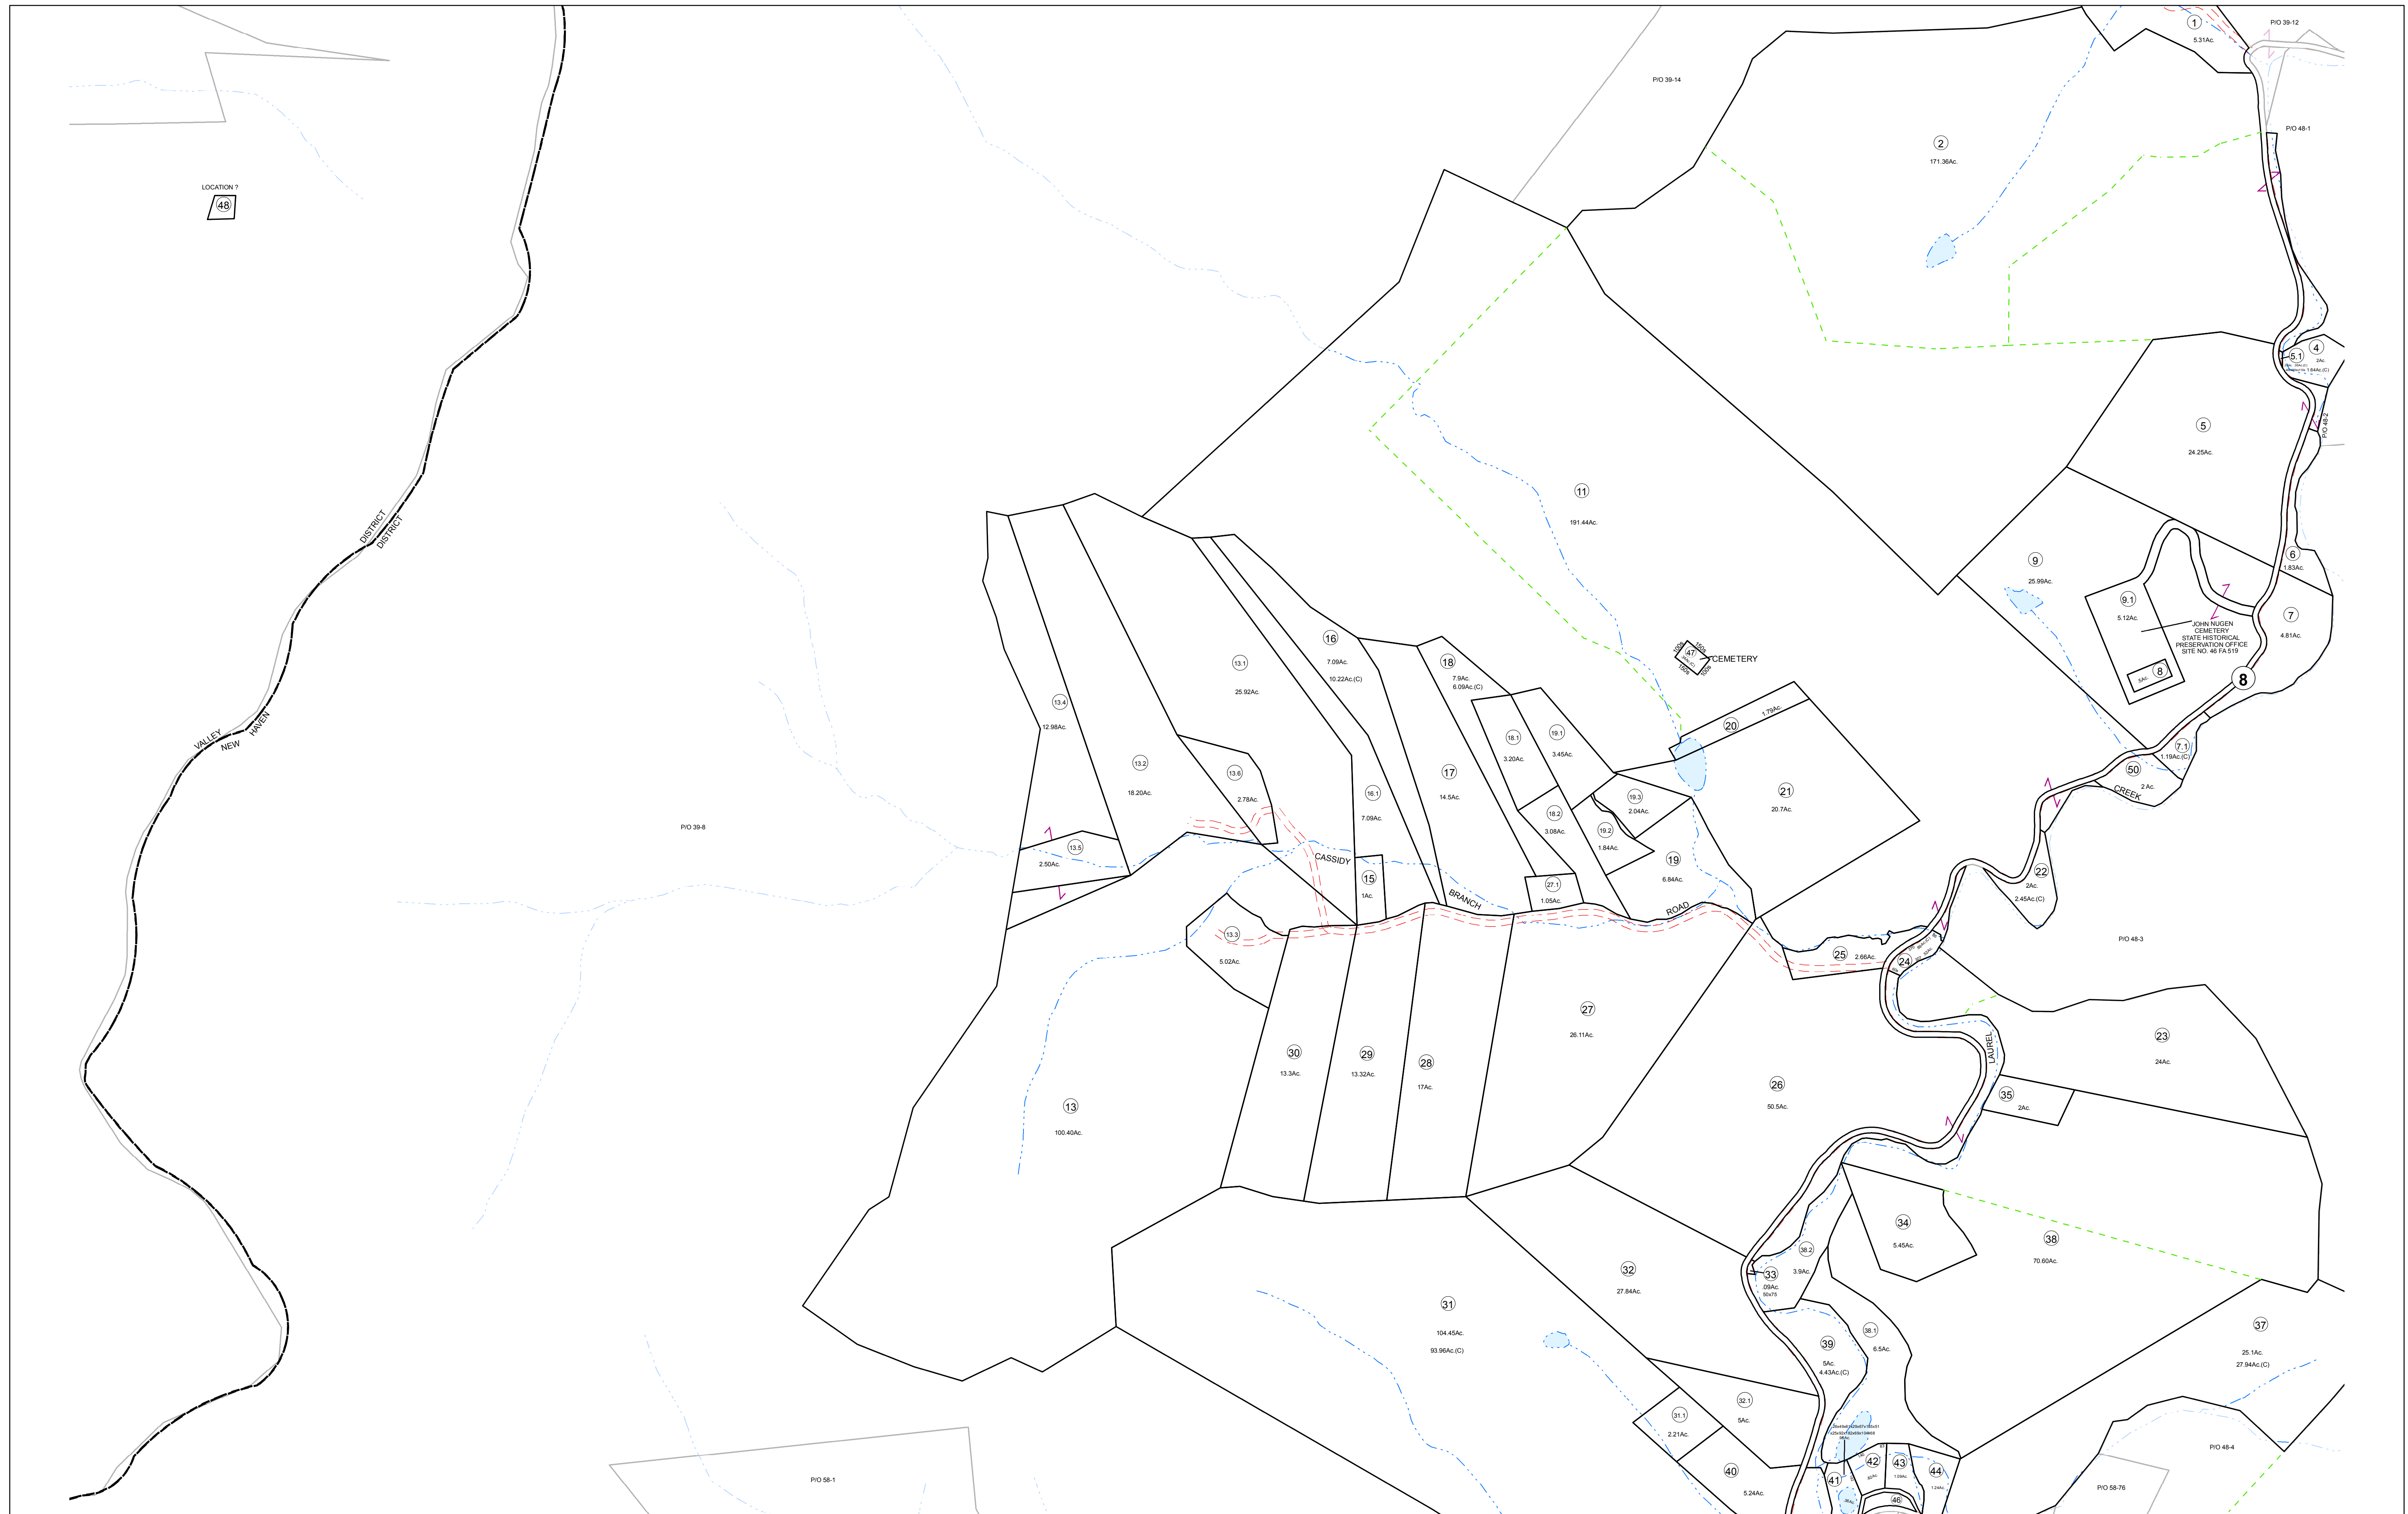 1
5.31Ac.
P/O 39-12
P/O 39-14
P/O 48-1
2
171.36Ac.
LOCATION ?
48
4
2Ac.
1.64Ac.(C)
5.1
P/O 48-2
5
24.25Ac.
11
191.44Ac.
DISTRICT
DISTRICT
9
25.99Ac.
6
1.83Ac.
9.1
5.12Ac.
7
4.81Ac.
JOHN NUGEN
CEMETERY
STATE HISTORICAL
PRESERVATION OFFICE
SITE NO. 46 FA 519
8
.5Ac.
8
100s
150s
47
150s
100s
CEMETERY
16
7.09Ac.
10.22Ac.(C)
18
7.9Ac.
6.09Ac.(C)
13.1
25.92Ac.
13.4
12.98Ac.
VALLEY
NEW HAVEN
20
1.79Ac.
18.1
3.20Ac.
19.1
3.45Ac.
7.1
1.19Ac.(C)
50
2 Ac.
CREEK
13.2
18.20Ac.
13.6
2.78Ac.
17
14.5Ac.
16.1
7.09Ac.
19.3
2.04Ac.
21
20.7Ac.
18.2
3.08Ac.
19.2
1.84Ac.
P/O 39-8
13.5
2.50Ac.
CASSIDY
15
1Ac.
BRANCH
27.1
1.05Ac.
19
6.84Ac.
ROAD
22
2Ac.
2.45Ac.(C)
13.3
5.02Ac.
25
2.66Ac.
24
P/O 48-3
27
26.11Ac.
30
13.3Ac.
29
13.32Ac.
28
17Ac.
LAUREL
23
24Ac.
26
50.5Ac.
35
2Ac.
13
100.40Ac.
34
5.45Ac.
38
70.60Ac.
38.2
3.9Ac.
33
.09Ac.
50x75
32
27.84Ac.
31
104.45Ac.
93.96Ac.(C)
39
5Ac.
4.43Ac.(C)
38.1
6.5Ac.
37
25.1Ac.
27.94Ac.(C)
32.1
5Ac.
31.1
2.21Ac.
40
5.24Ac.
41
42
43
1.09Ac.
44
1.24Ac.
46
P/O 48-4
P/O 58-76
P/O 58-1